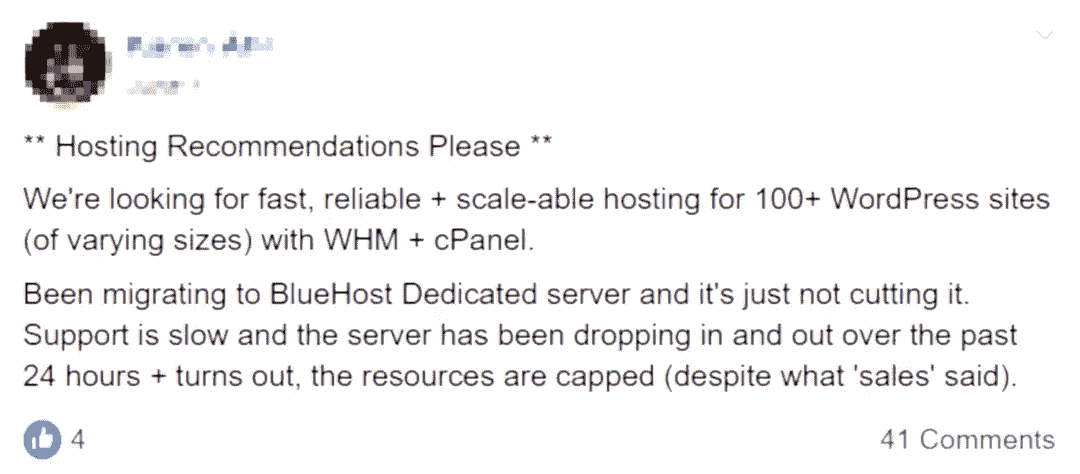 ** Hosting Recommendations Please **
We're looking for fast, reliable + scale-able hosting for 100+ WordPress sites
(of varying sizes) with WHM + cPanel.
Been migrating to BlueHost Dedicated server and it's just not cutting it.
Support is slow and the server has been dropping in and out over the past
24 hours + turns out, the resources are capped (despite what 'sales' said).
4
41 Comments